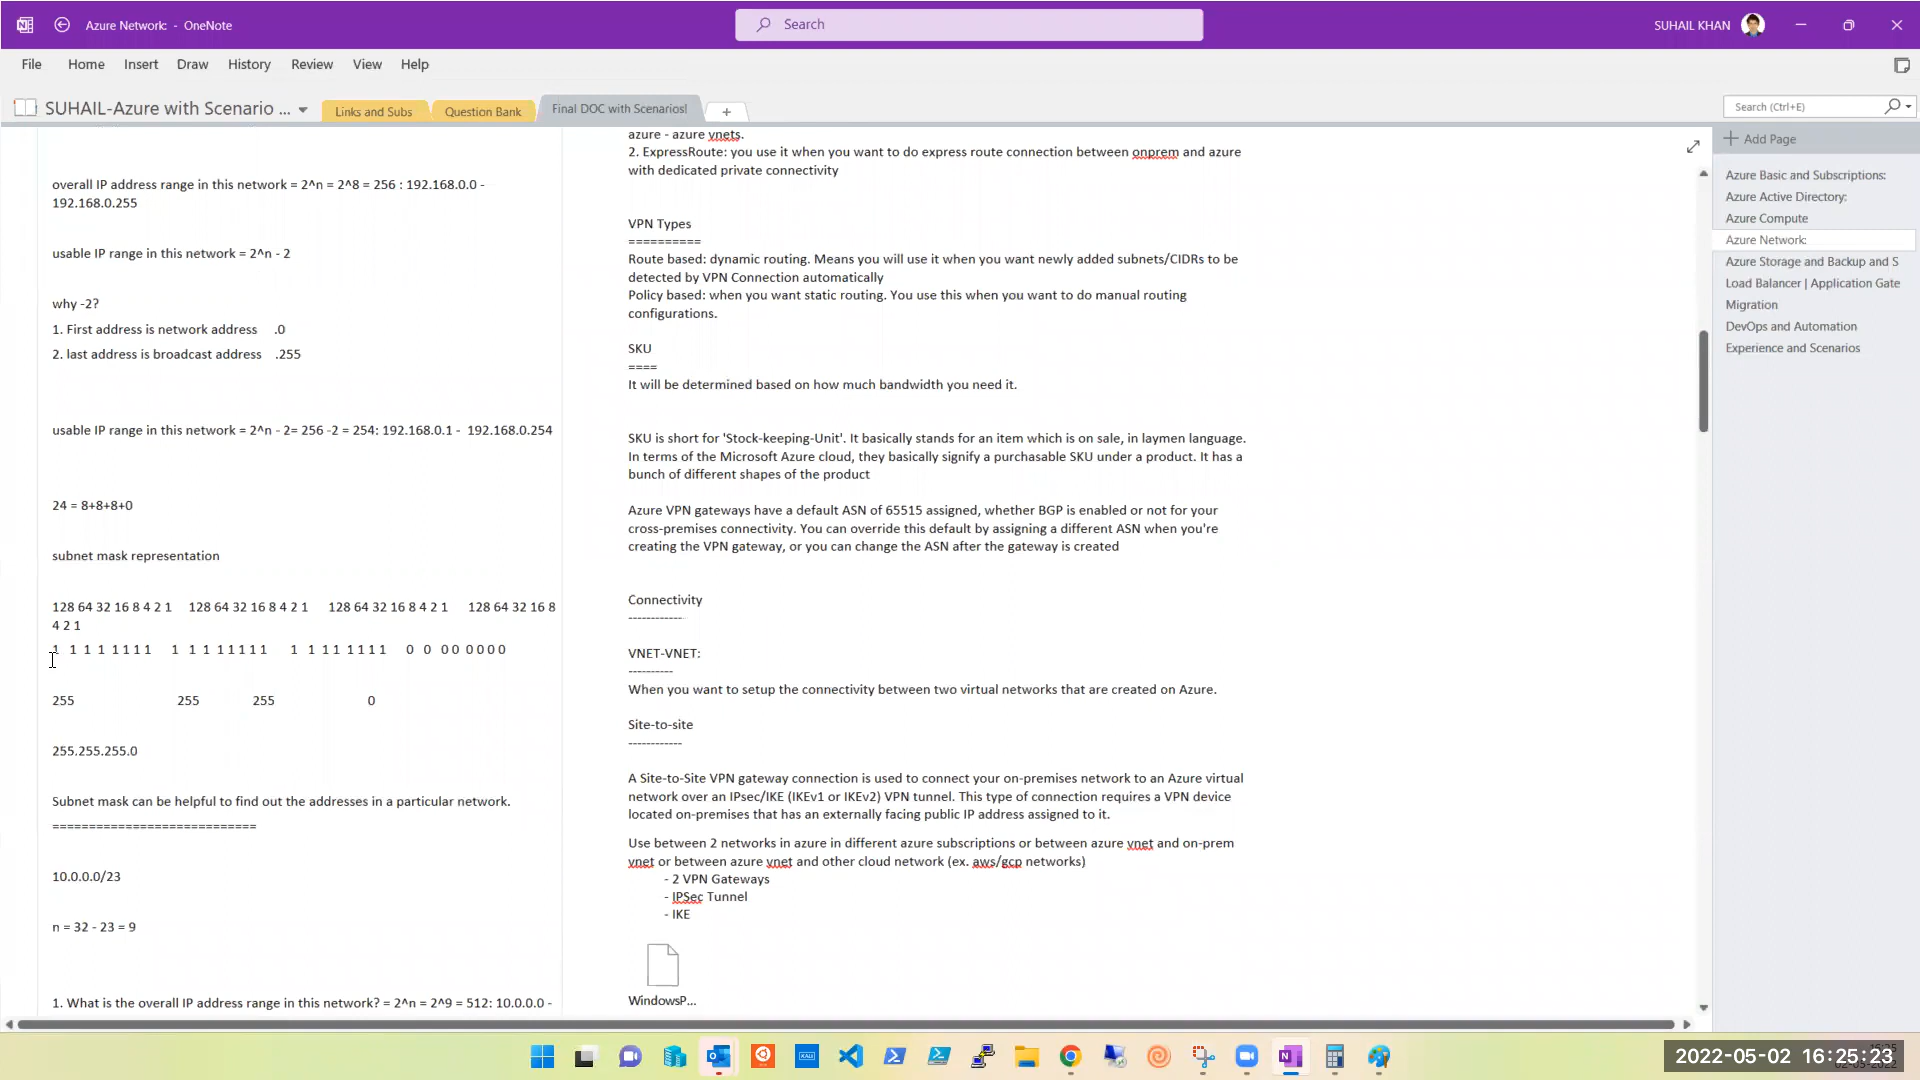 Azure Network: - OneNote
Search
SUHAIL KHAN
File Home Insert Draw History Review View Help
SUHAIL-Azure with Scenario ...
Links and Subs
Question Bank
Final DOC with Scenarios!
+
Search (Ctrl+E)
overall IP address range in this network = 2^n = 2^8 = 256 : 192.168.0.0 -
192.168.0.255
usable IP range in this network = 2^n - 2
why -2?
1. First address is network address .0
2. last address is broadcast address .255
usable IP range in this network = 2^n - 2= 256 -2 = 254: 192.168.0.1 - 192.168.0.254
24 = 8+8+8+0
subnet mask representation
128 64 32 16 8 4 2 1 128 64 32 16 8 4 2 1 128 64 32 16 8 4 2 1 128 64 32 16 8
4 2 1
1 1 1 1 1 1 1 1 1 1 1 1 1 1 1 1 1 1 1 1 1 1 1 1 0 0 0 0 0 0 0 0
255 255 255 0
255.255.255.0
Subnet mask can be helpful to find out the addresses in a particular network.
============================
10.0.0.0/23
n = 32 - 23 = 9
1. What is the overall IP address range in this network? = 2^n = 2^9 = 512: 10.0.0.0 -
azure - azure vnets.
2. ExpressRoute: you use it when you want to do express route connection between onprem and azure
with dedicated private connectivity
VPN Types
==========
Route based: dynamic routing. Means you will use it when you want newly added subnets/CIDRs to be
detected by VPN Connection automatically
Policy based: when you want static routing. You use this when you want to do manual routing
configurations.
SKU
====
It will be determined based on how much bandwidth you need it.
SKU is short for 'Stock-keeping-Unit'. It basically stands for an item which is on sale, in laymen language.
In terms of the Microsoft Azure cloud, they basically signify a purchasable SKU under a product. It has a
bunch of different shapes of the product
Azure VPN gateways have a default ASN of 65515 assigned, whether BGP is enabled or not for your
cross-premises connectivity. You can override this default by assigning a different ASN when you're
creating the VPN gateway, or you can change the ASN after the gateway is created
Connectivity
------------
VNET-VNET:
----------
When you want to setup the connectivity between two virtual networks that are created on Azure.
Site-to-site
------------
A Site-to-Site VPN gateway connection is used to connect your on-premises network to an Azure virtual
network over an IPsec/IKE (IKEv1 or IKEv2) VPN tunnel. This type of connection requires a VPN device
located on-premises that has an externally facing public IP address assigned to it.
Use between 2 networks in azure in different azure subscriptions or between azure vnet and on-prem
vnet or between azure vnet and other cloud network (ex. aws/gcp networks)
- 2 VPN Gateways
- IPSec Tunnel
- IKE
WindowsP...
Add Page
Azure Basic and Subscriptions:
Azure Active Directory:
Azure Compute
Azure Network:
Azure Storage and Backup and S
Load Balancer | Application Gate
Migration
DevOps and Automation
Experience and Scenarios
2022-05-02 16:25:23